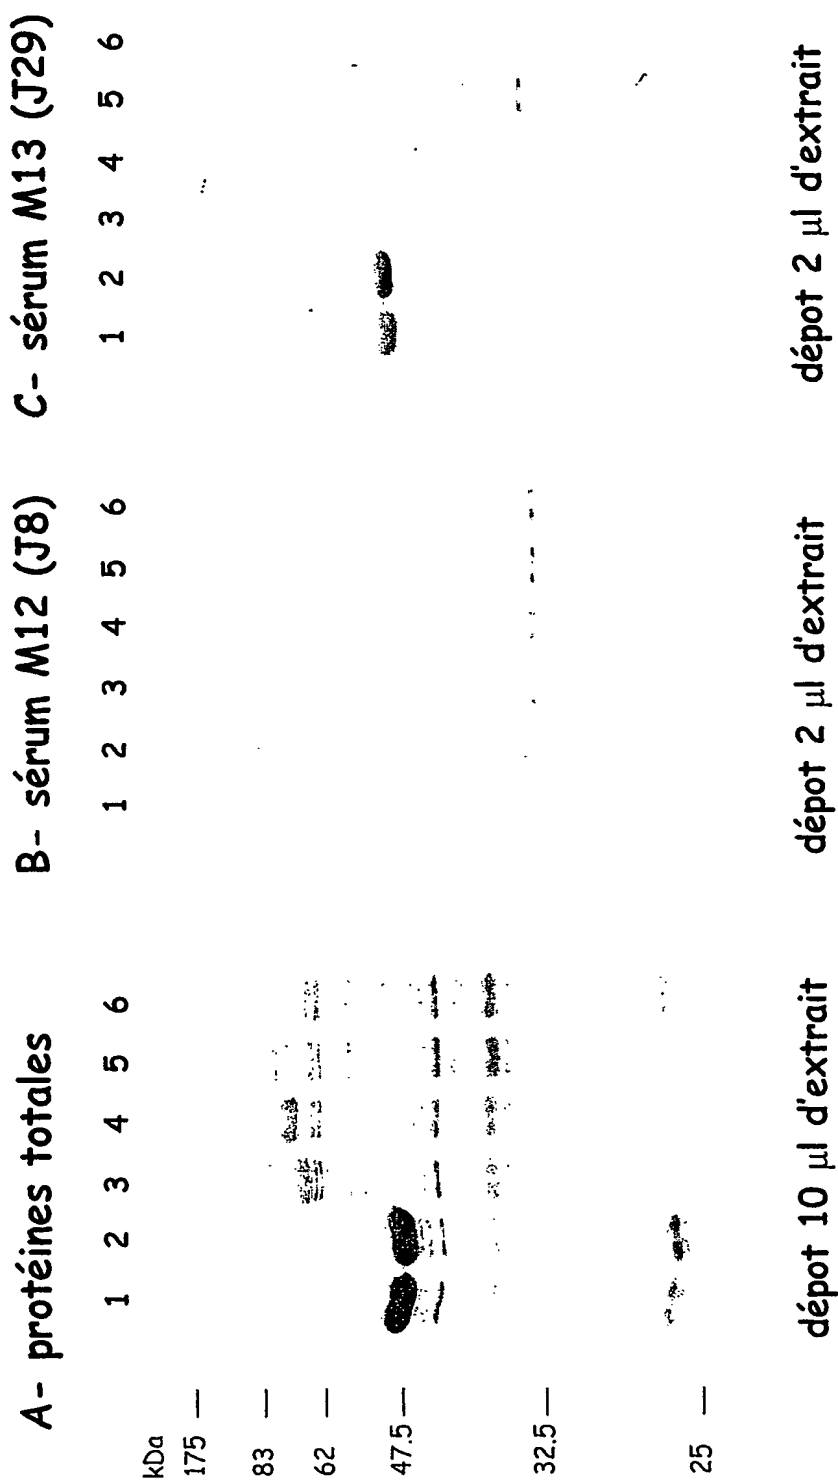 A- protéines totales
B- sérum M12 (J8)
C- sérum M13 (J29)
1 2 3 4 5 6
1 2 3 4 5 6
1 2 3 4 5 6
kDa
175
83
62
47.5
32.5
25
dépot 10 µl d'extrait
dépot 2 µl d'extrait
dépot 2 µl d'extrait